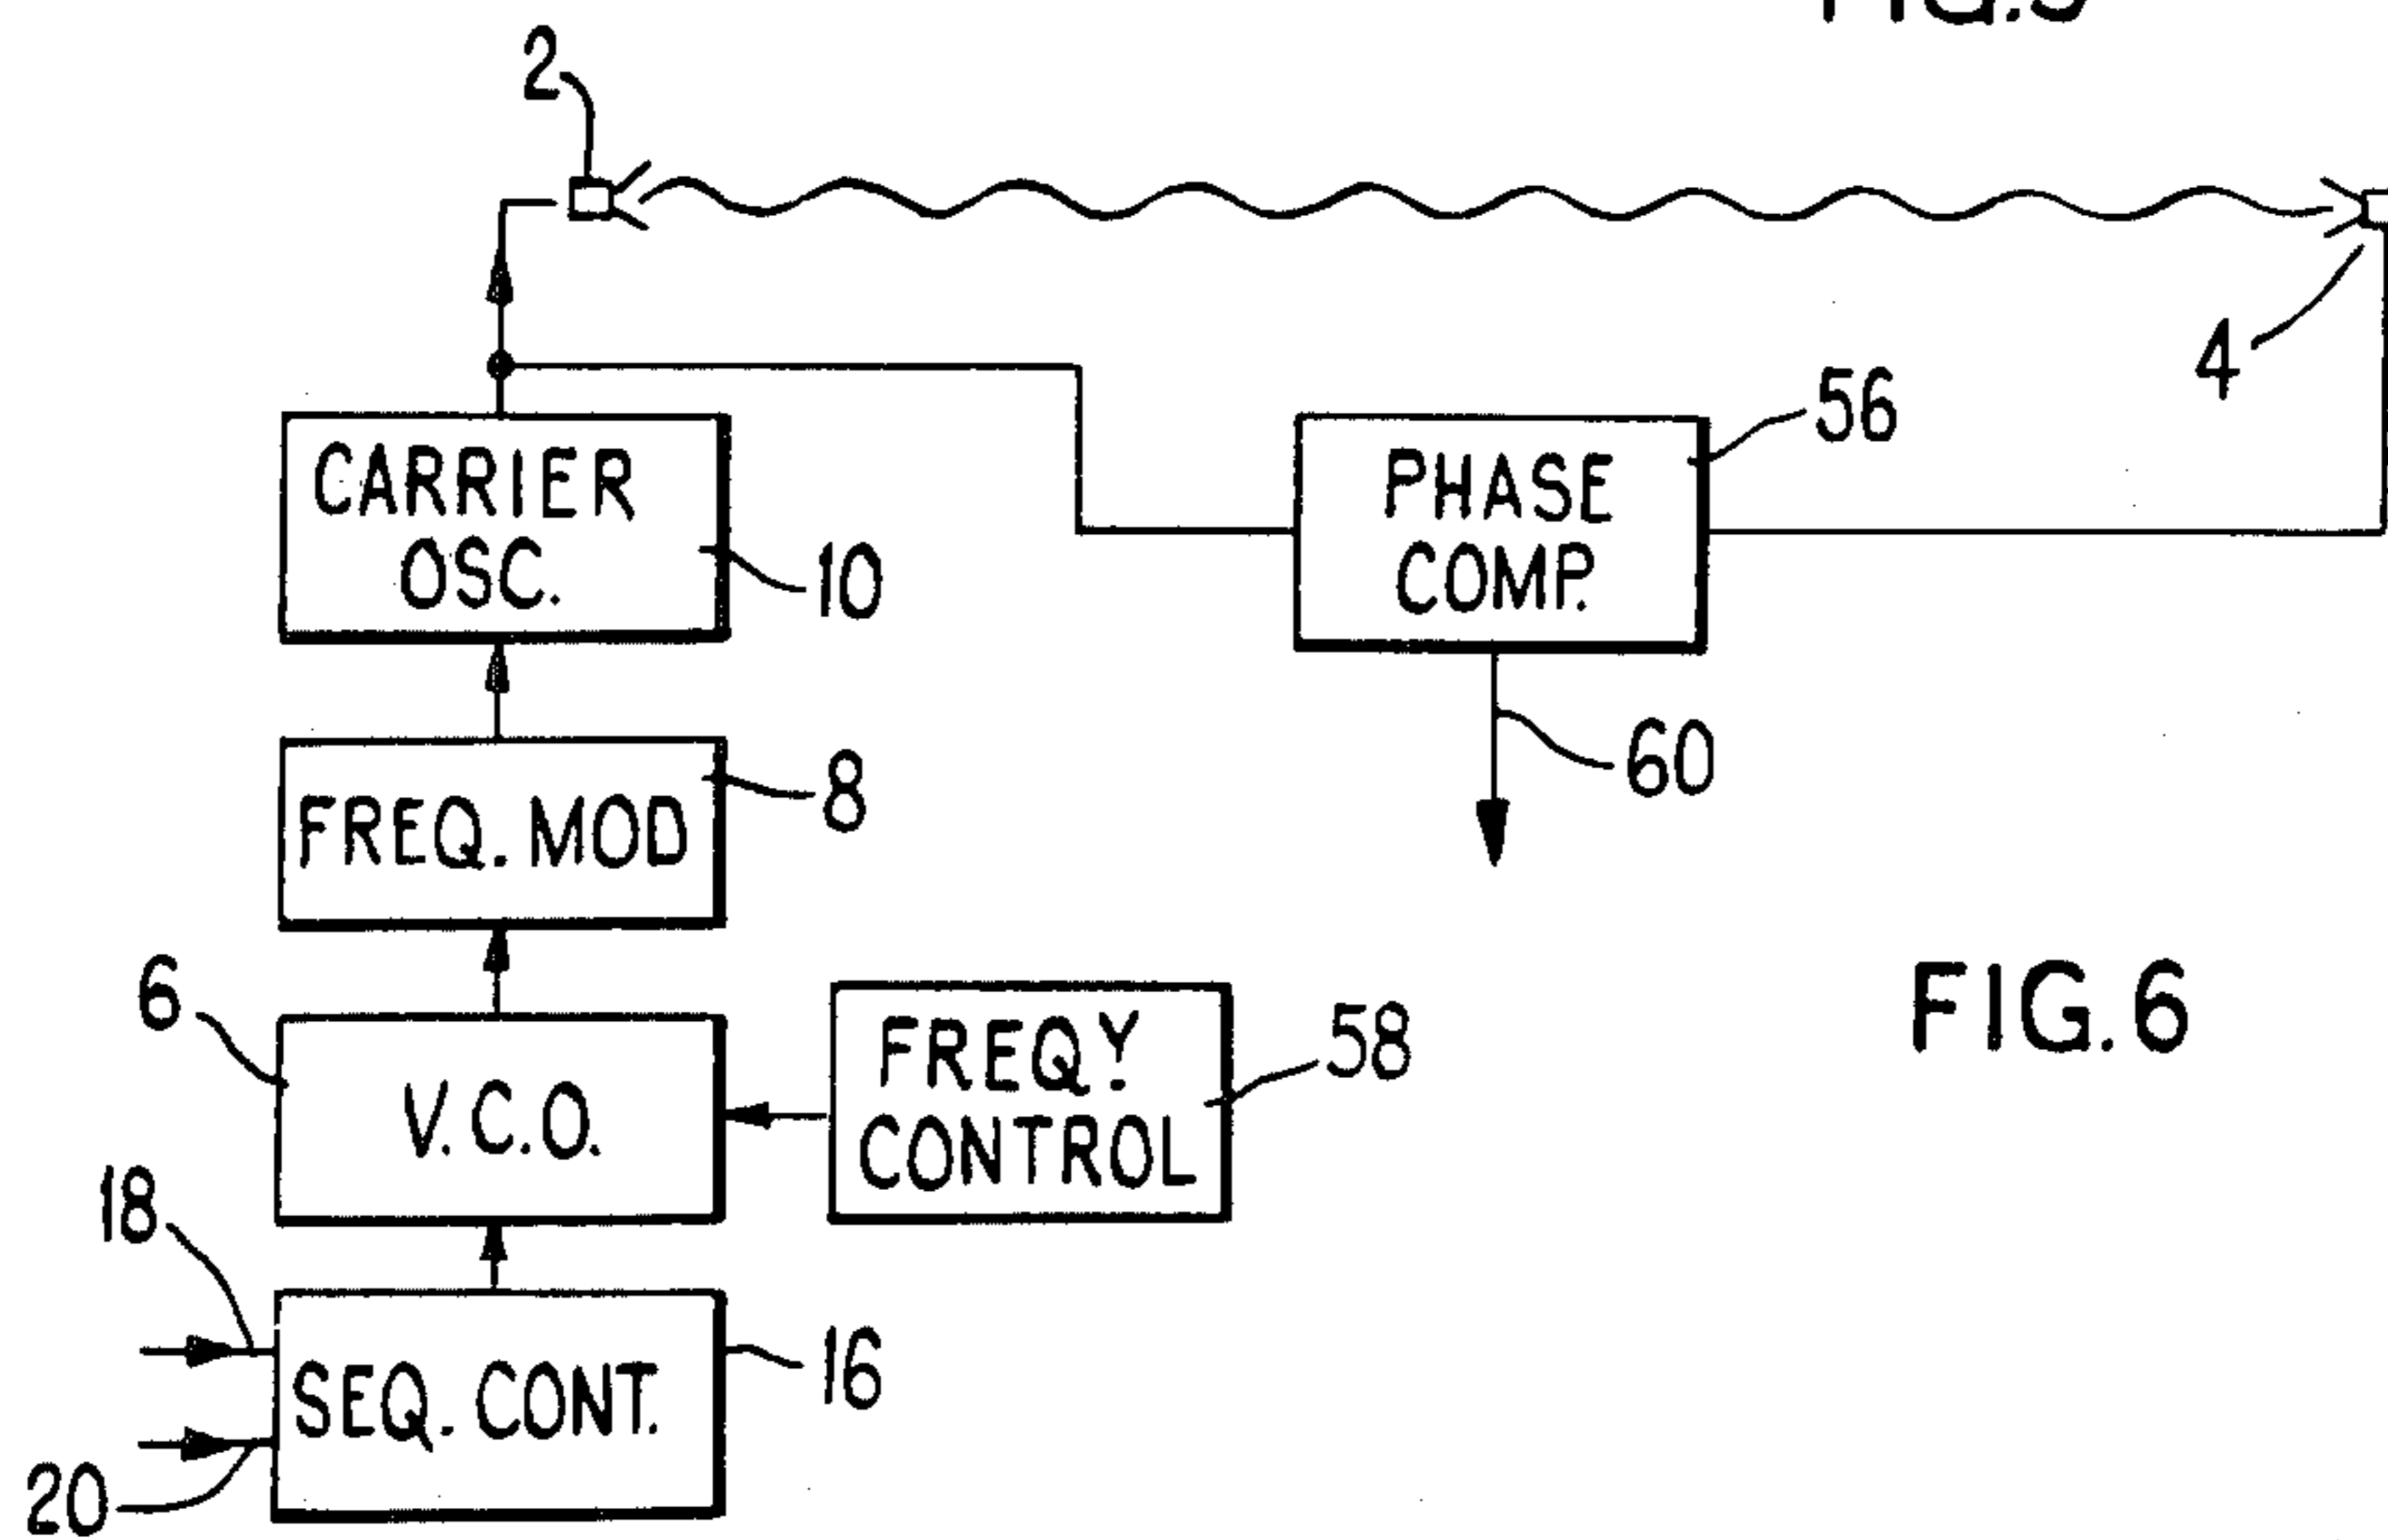 2
4
CARRIER
OSC.
10
PHASE
COMP.
56
60
FREQ. MOD
8
6
V.C.O.
FREQ.Y
CONTROL
58
FIG.6
18
SEQ. CONT.
16
20